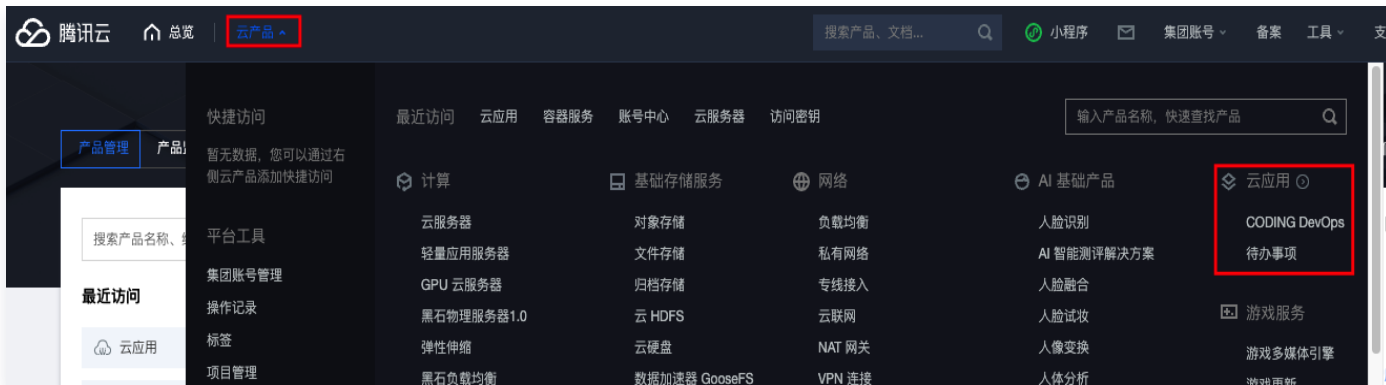 腾讯云 总览 云产品 搜索产品、文档... 小程序 集团账号 备案 工具 支
快捷访问 最近访问 云应用 容器服务 账号中心 云服务器 访问密钥 输入产品名称，快速查找产品
产品管理 产品
暂无数据，您可以通过右
侧云产品添加快捷访问
计算 基础存储服务 网络 AI 基础产品 云应用
云服务器 对象存储 负载均衡 人脸识别 CODING DevOps
搜索产品名称、 平台工具
轻量应用服务器 文件存储 私有网络 AI 智能测评解决方案 待办事项
集团账号管理 GPU 云服务器 归档存储 专线接入 人脸融合
最近访问
操作记录 黑石物理服务器1.0 云 HDFS 云联网 人脸试妆 游戏服务
云应用 标签 弹性伸缩 云硬盘 NAT 网关 人像变换 游戏多媒体引擎
项目管理 黑石负载均衡 数据加速器 GooseFS VPN 连接 人体分析 游戏更新